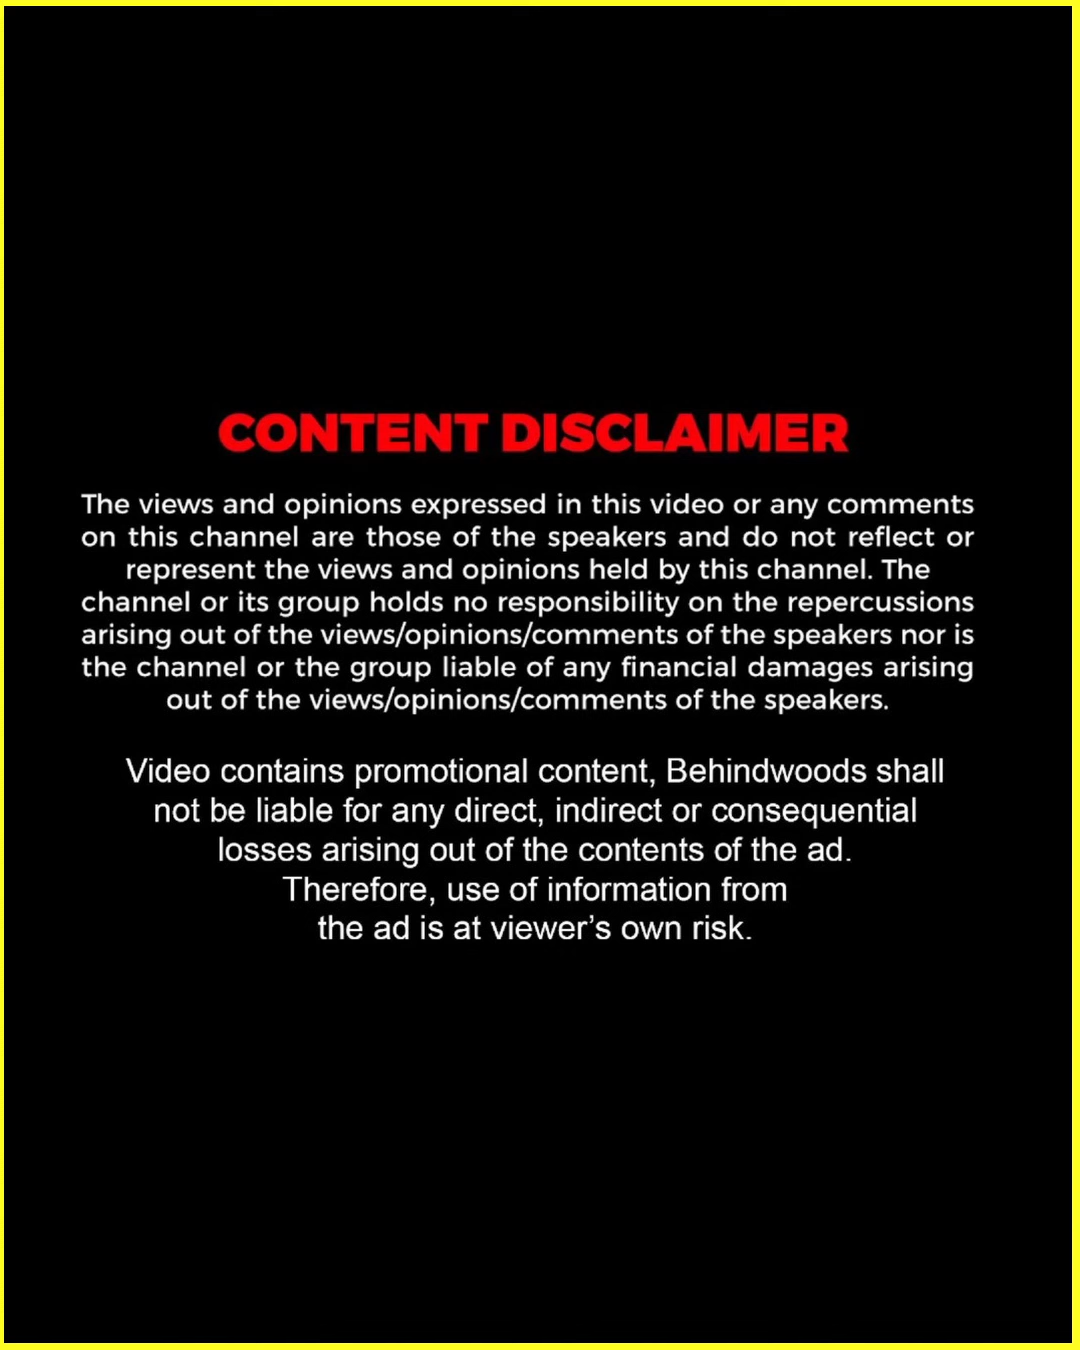 CONTENT DISCLAIMER
The views and opinions expressed in this video or any comments
on this channel are those of the speakers and do not reflect or
represent the views and opinions held by this channel. The
channel or its group holds no responsibility on the repercussions
arising out of the views/opinions/comments of the speakers nor is
the channel or the group liable of any financial damages arising
out of the views/opinions/comments of the speakers.
Video contains promotional content, Behindwoods shall
not be liable for any direct, indirect or consequential
losses arising out of the contents of the ad.
Therefore, use of information from
the ad is at viewer’s own risk.